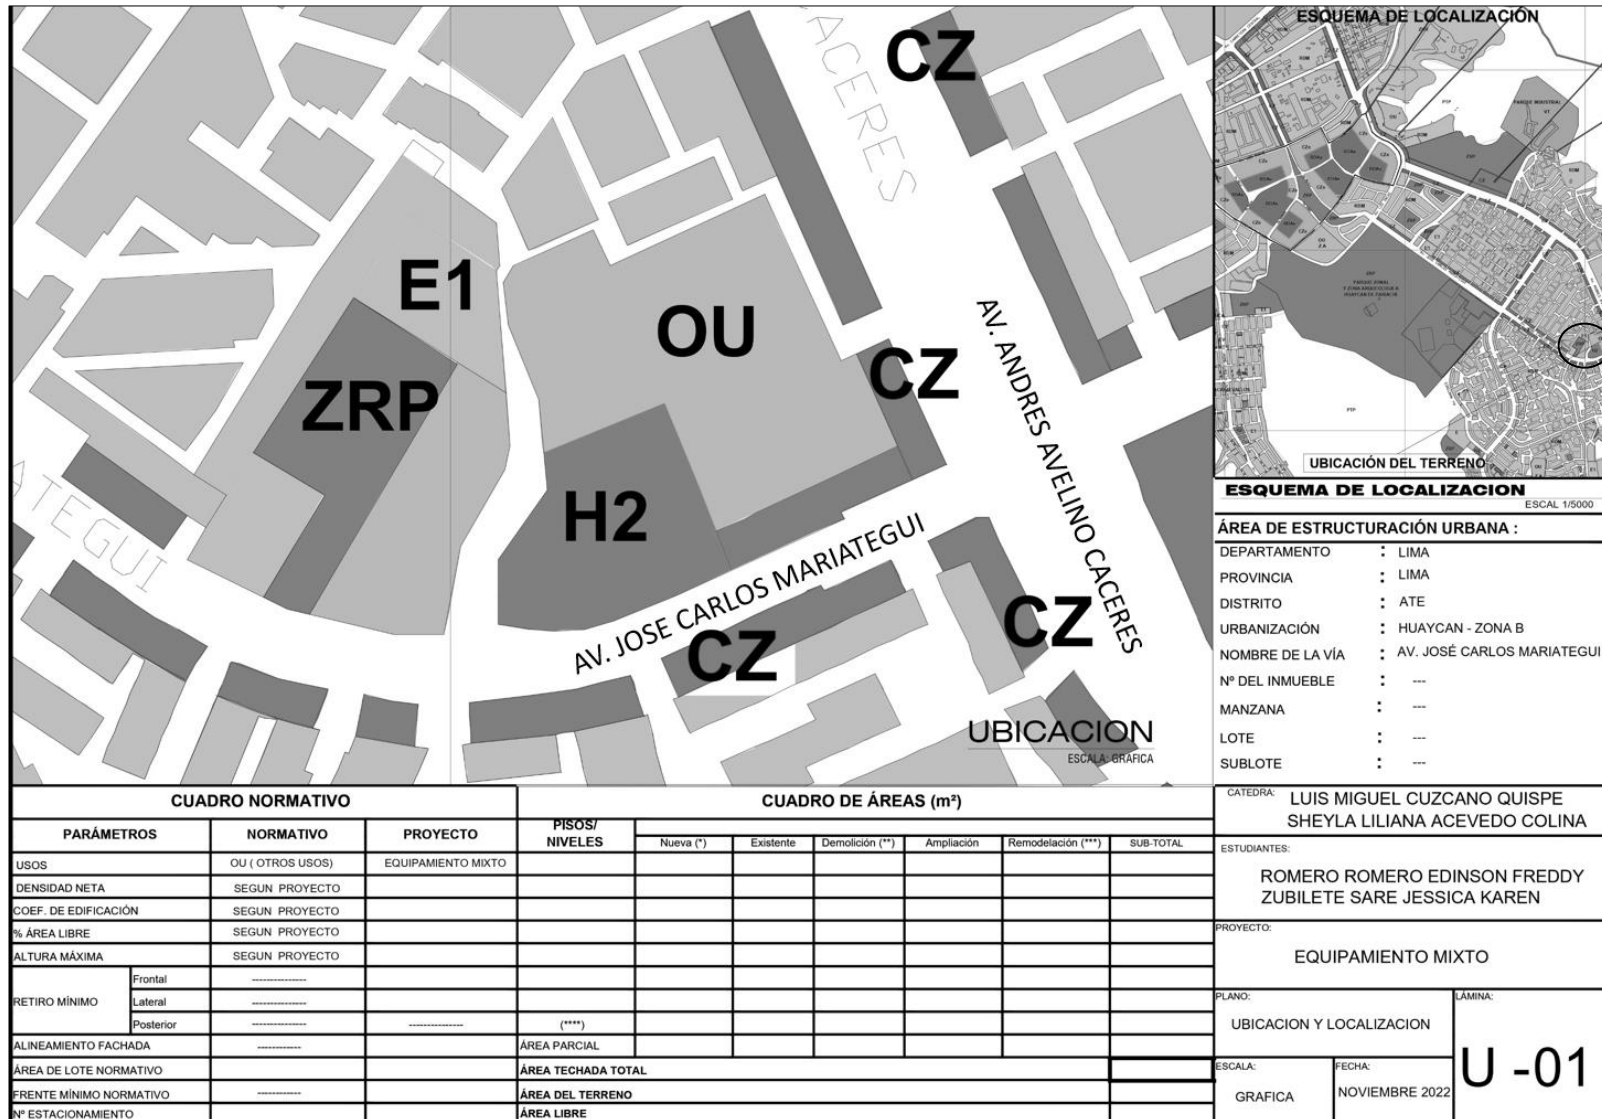 CACERES
CZ
E1
OU
ZRP
CZ
H2
CZ
CZ
ATEGUI
AV. ANDRES AVELINO CACERES
AV. JOSE CARLOS MARIATEGUI
UBICACION
ESCALA: GRAFICA
ESQUEMA DE LOCALIZACIÓN
PARQUE INDUSTRIAL
UBICACIÓN DEL TERRENO
ESQUEMA DE LOCALIZACION
ESCAL 1/5000
ÁREA DE ESTRUCTURACIÓN URBANA :
DEPARTAMENTO : LIMA
PROVINCIA : LIMA
DISTRITO : ATE
URBANIZACIÓN : HUAYCAN - ZONA B
NOMBRE DE LA VÍA : AV. JOSÉ CARLOS MARIATEGUI
Nº DEL INMUEBLE : ---
MANZANA : ---
LOTE : ---
SUBLOTE : ---
CATEDRA: LUIS MIGUEL CUZCANO QUISPE
SHEYLA LILIANA ACEVEDO COLINA
ESTUDIANTES:
ROMERO ROMERO EDINSON FREDDY
ZUBILETE SARE JESSICA KAREN
PROYECTO:
EQUIPAMIENTO MIXTO
PLANO:
UBICACION Y LOCALIZACION
LÁMINA:
U -01
ESCALA:
GRAFICA
FECHA:
NOVIEMBRE 2022
CUADRO NORMATIVO
PARÁMETROS NORMATIVO PROYECTO
USOS OU ( OTROS USOS) EQUIPAMIENTO MIXTO
DENSIDAD NETA SEGUN PROYECTO
COEF. DE EDIFICACIÓN SEGUN PROYECTO
% ÁREA LIBRE SEGUN PROYECTO
ALTURA MÁXIMA SEGUN PROYECTO
RETIRO MÍNIMO
Frontal ---------------
Lateral ---------------
Posterior --------------- ---------------
ALINEAMIENTO FACHADA ------------
ÁREA DE LOTE NORMATIVO
FRENTE MÍNIMO NORMATIVO ------------
Nº ESTACIONAMIENTO
CUADRO DE ÁREAS (m²)
PISOS/
NIVELES
Nueva (*) Existente Demolición (**) Ampliación Remodelación (***) SUB-TOTAL
(****)
ÁREA PARCIAL
ÁREA TECHADA TOTAL
ÁREA DEL TERRENO
ÁREA LIBRE